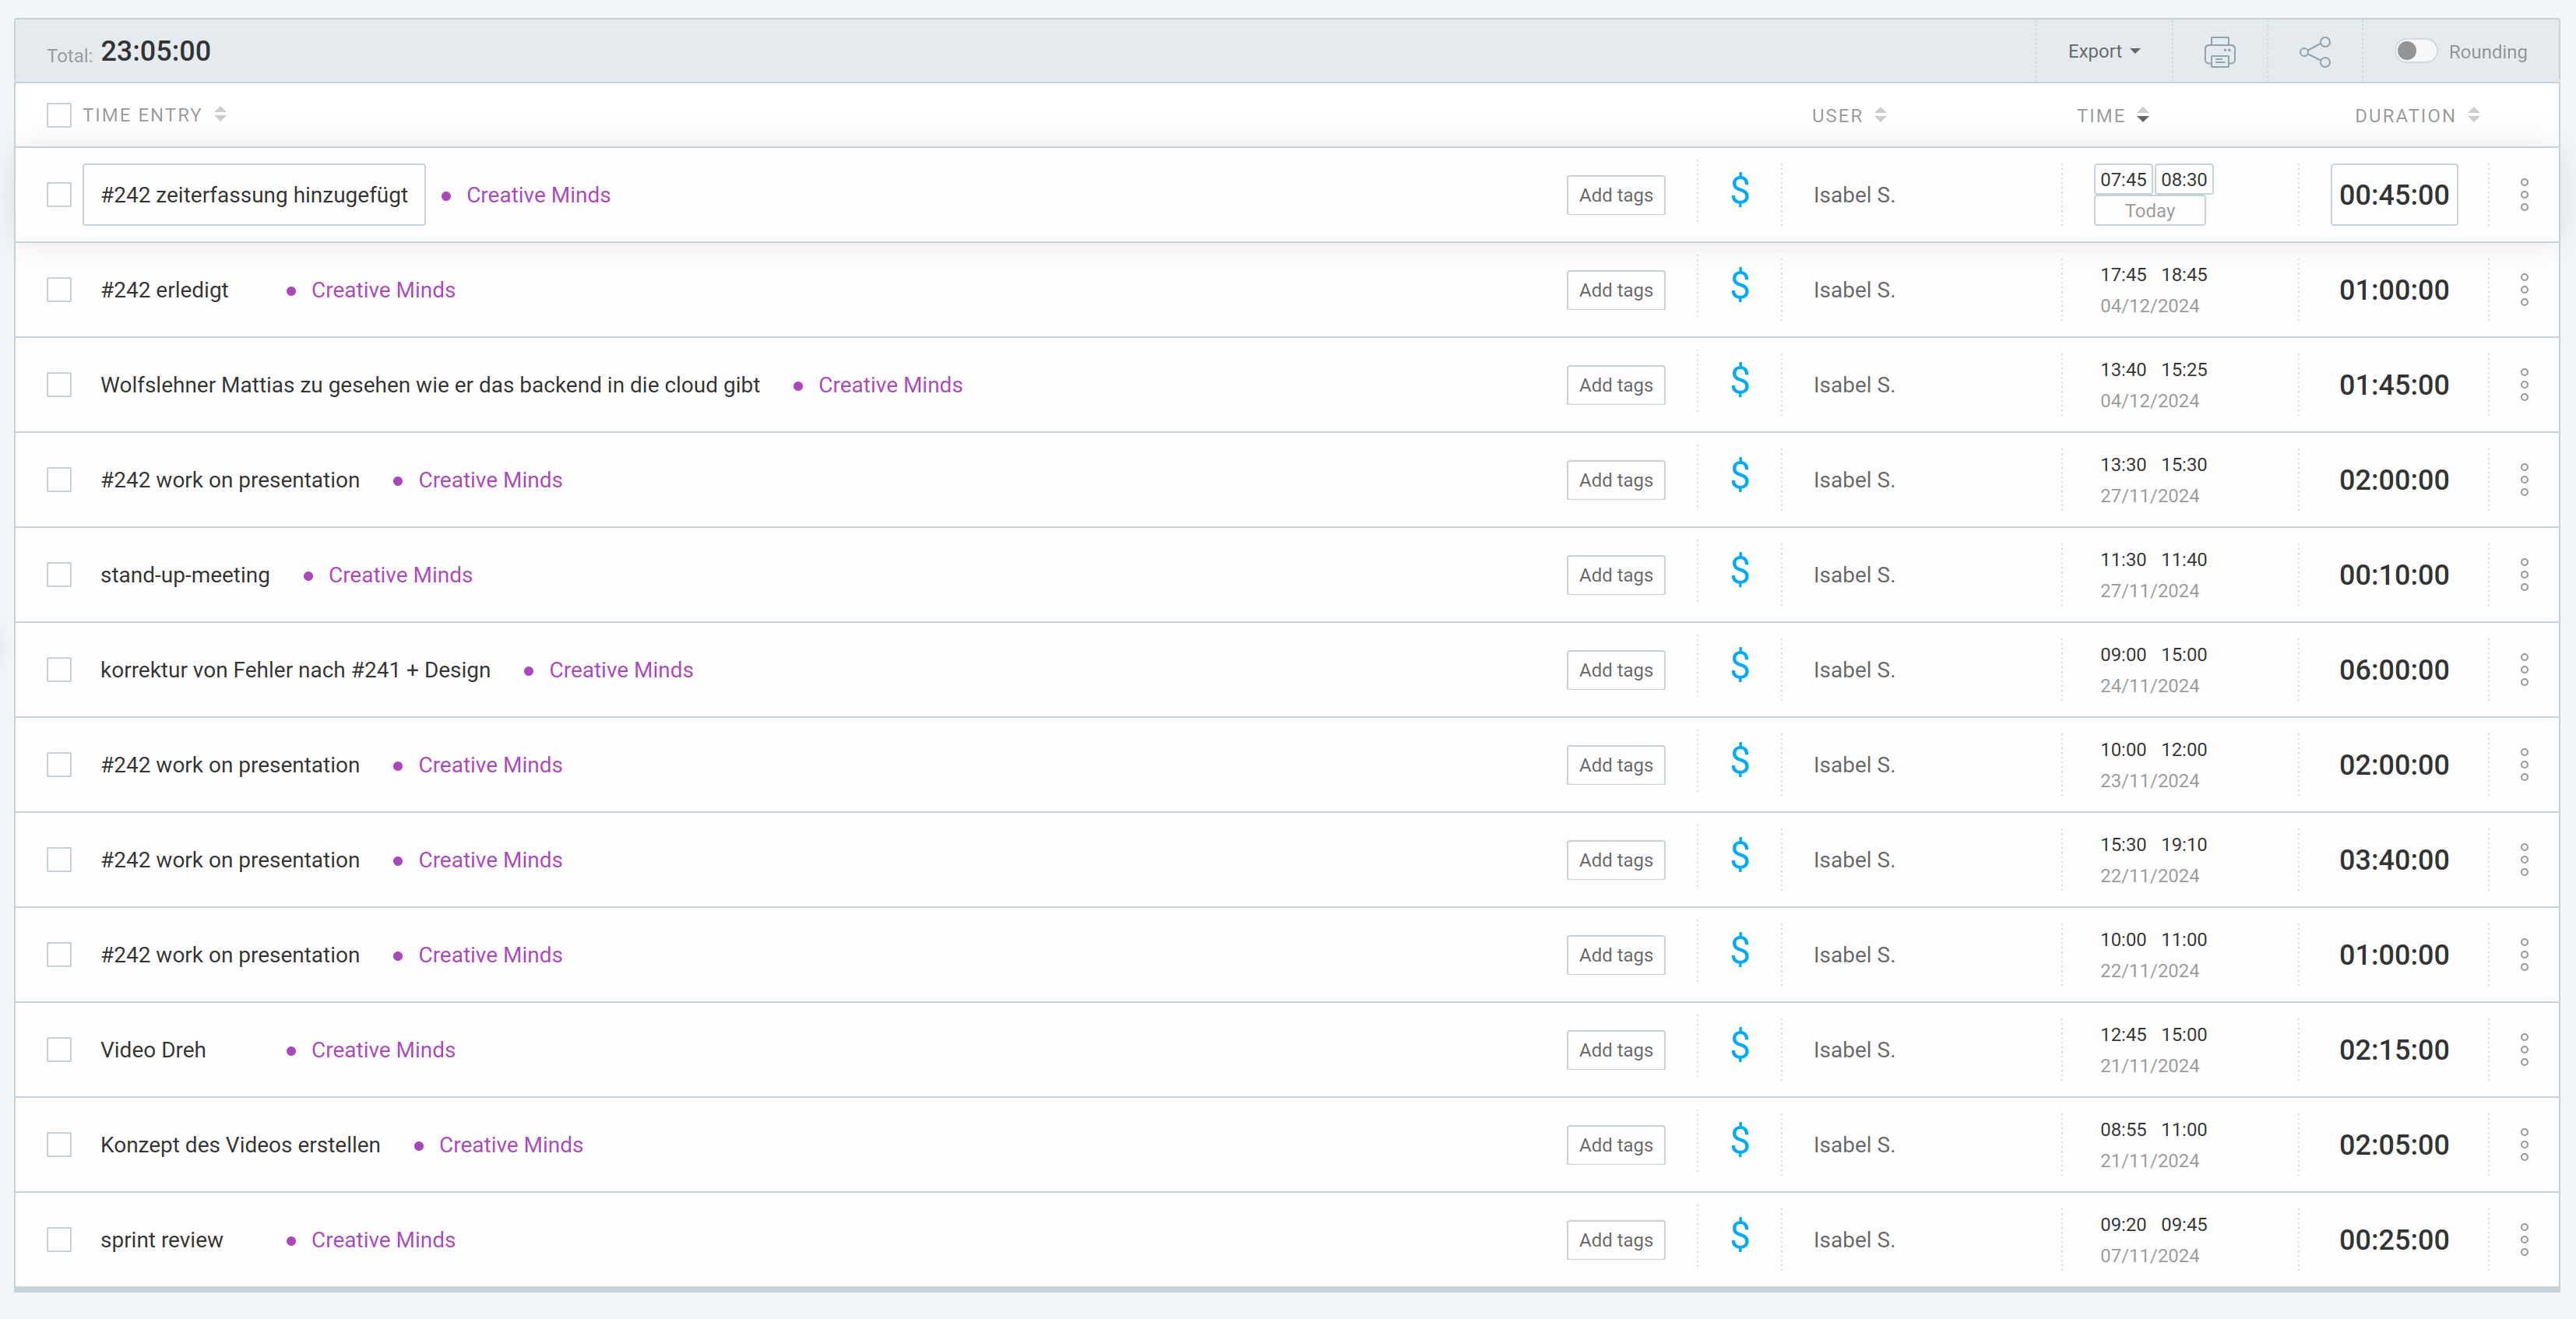 Total: 23:05:00 Export Rounding
TIME ENTRY USER TIME DURATION
#242 zeiterfassung hinzugefügt • Creative Minds Add tags $ Isabel S. 07:45 08:30 00:45:00
Today
#242 erledigt • Creative Minds Add tags $ Isabel S. 17:45 18:45 01:00:00
04/12/2024
Wolfslehner Mattias zu gesehen wie er das backend in die cloud gibt • Creative Minds Add tags $ Isabel S. 13:40 15:25 01:45:00
04/12/2024
#242 work on presentation • Creative Minds Add tags $ Isabel S. 13:30 15:30 02:00:00
27/11/2024
stand-up-meeting • Creative Minds Add tags $ Isabel S. 11:30 11:40 00:10:00
27/11/2024
korrektur von Fehler nach #241 + Design • Creative Minds Add tags $ Isabel S. 09:00 15:00 06:00:00
24/11/2024
#242 work on presentation • Creative Minds Add tags $ Isabel S. 10:00 12:00 02:00:00
23/11/2024
#242 work on presentation • Creative Minds Add tags $ Isabel S. 15:30 19:10 03:40:00
22/11/2024
#242 work on presentation • Creative Minds Add tags $ Isabel S. 10:00 11:00 01:00:00
22/11/2024
Video Dreh • Creative Minds Add tags $ Isabel S. 12:45 15:00 02:15:00
21/11/2024
Konzept des Videos erstellen • Creative Minds Add tags $ Isabel S. 08:55 11:00 02:05:00
21/11/2024
sprint review • Creative Minds Add tags $ Isabel S. 09:20 09:45 00:25:00
07/11/2024